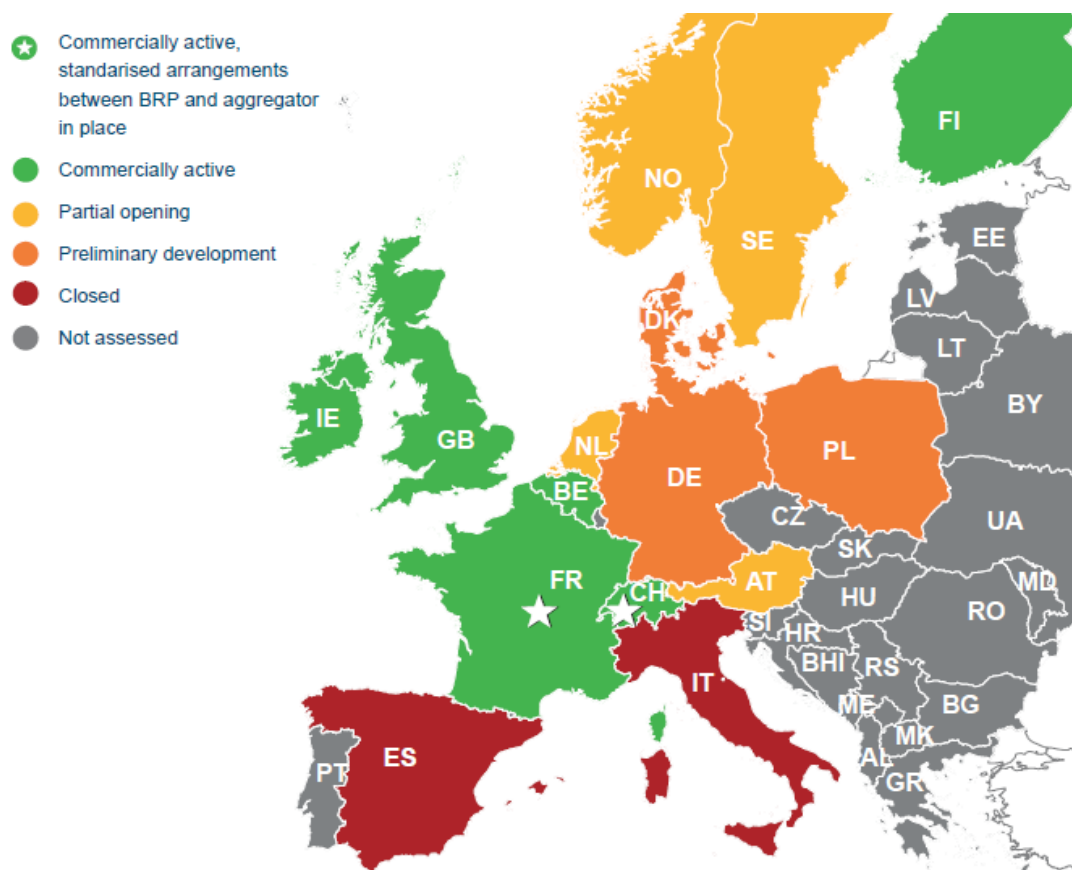 Commercially active,
standarised arrangements
between BRP and aggregator
in place
Commercially active
Partial opening
Preliminary development
Closed
Not assessed
FI
NO
SE
EE
LV
DK
LT
BY
IE
GB
NL
PL
BE
DE
CZ
UA
SK
FR
CH
AT
MD
HU
RO
SI
HR
BHI
RS
IT
ME
BG
MK
ES
PT
AL
GR